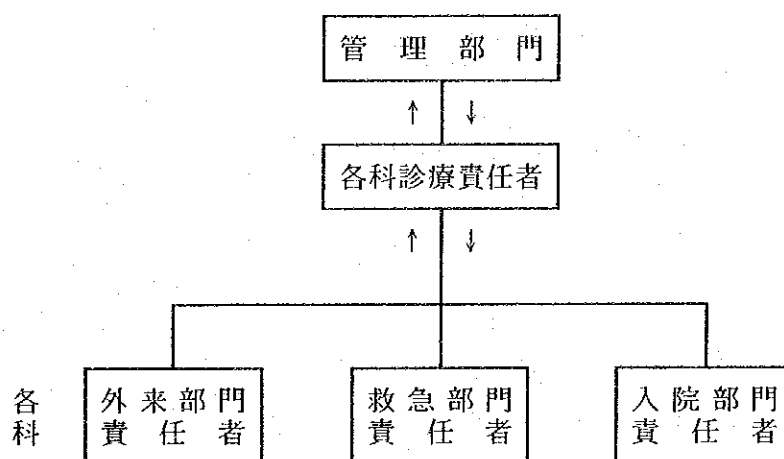 管理部門
↑ ↓
各科診療責任者
↑ ↓
各科
外来部門
責任者
救急部門
責任者
入院部門
責任者